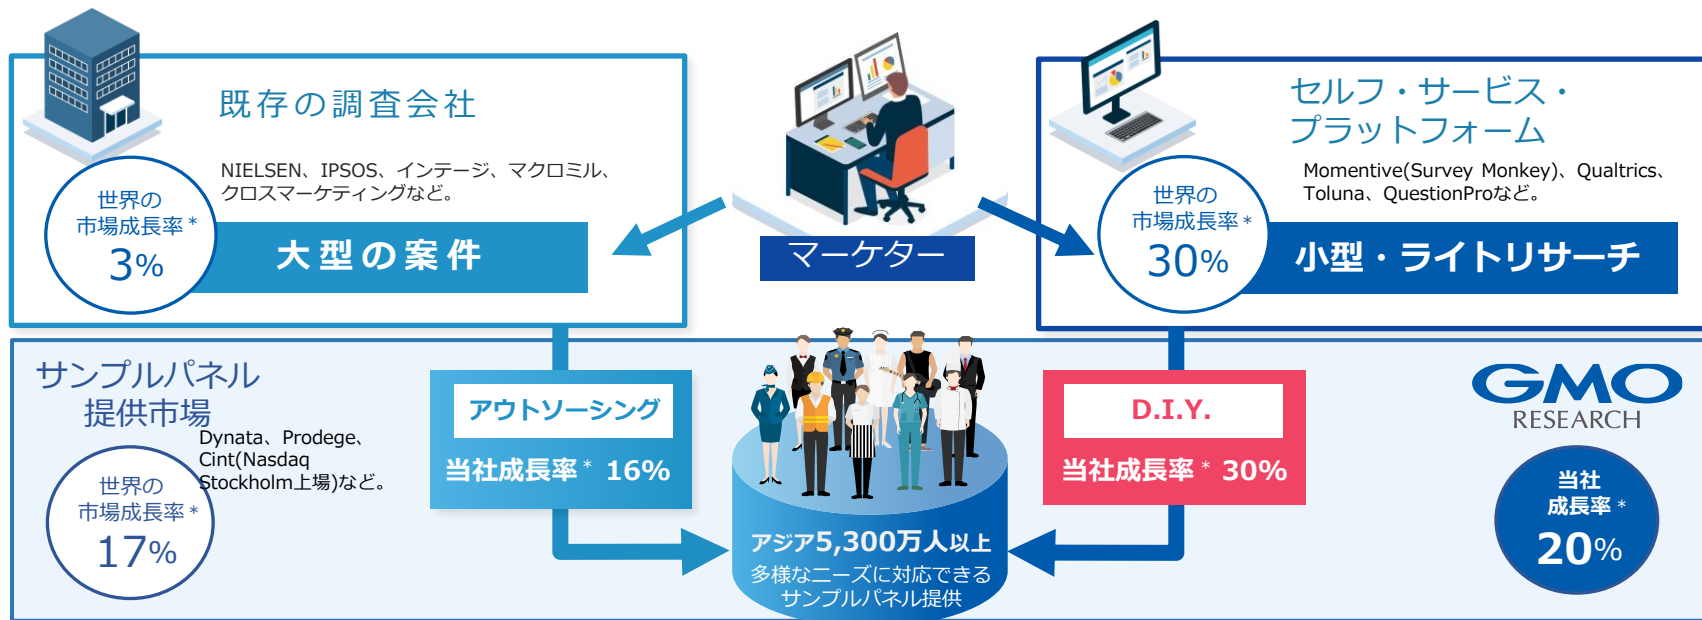 既存の調査会社
NIELSEN、IPSOS、インテージ、マクロミル、
クロスマーケティングなど。
世界の
市場成長率*
3%
大型の案件
マーケター
セルフ・サービス・
プラットフォーム
Momentive(Survey Monkey)、Qualtrics、
Toluna、QuestionProなど。
世界の
市場成長率*
30%
小型・ライトリサーチ
サンプルパネル
提供市場
Dynata、Prodege、
Cint(Nasdaq
Stockholm上場)など。
世界の
市場成長率*
17%
アウトソーシング
当社成長率* 16%
アジア5,300万人以上
多様なニーズに対応できる
サンプルパネル提供
D.I.Y.
当社成長率* 30%
GMO
RESEARCH
当社
成長率*
20%